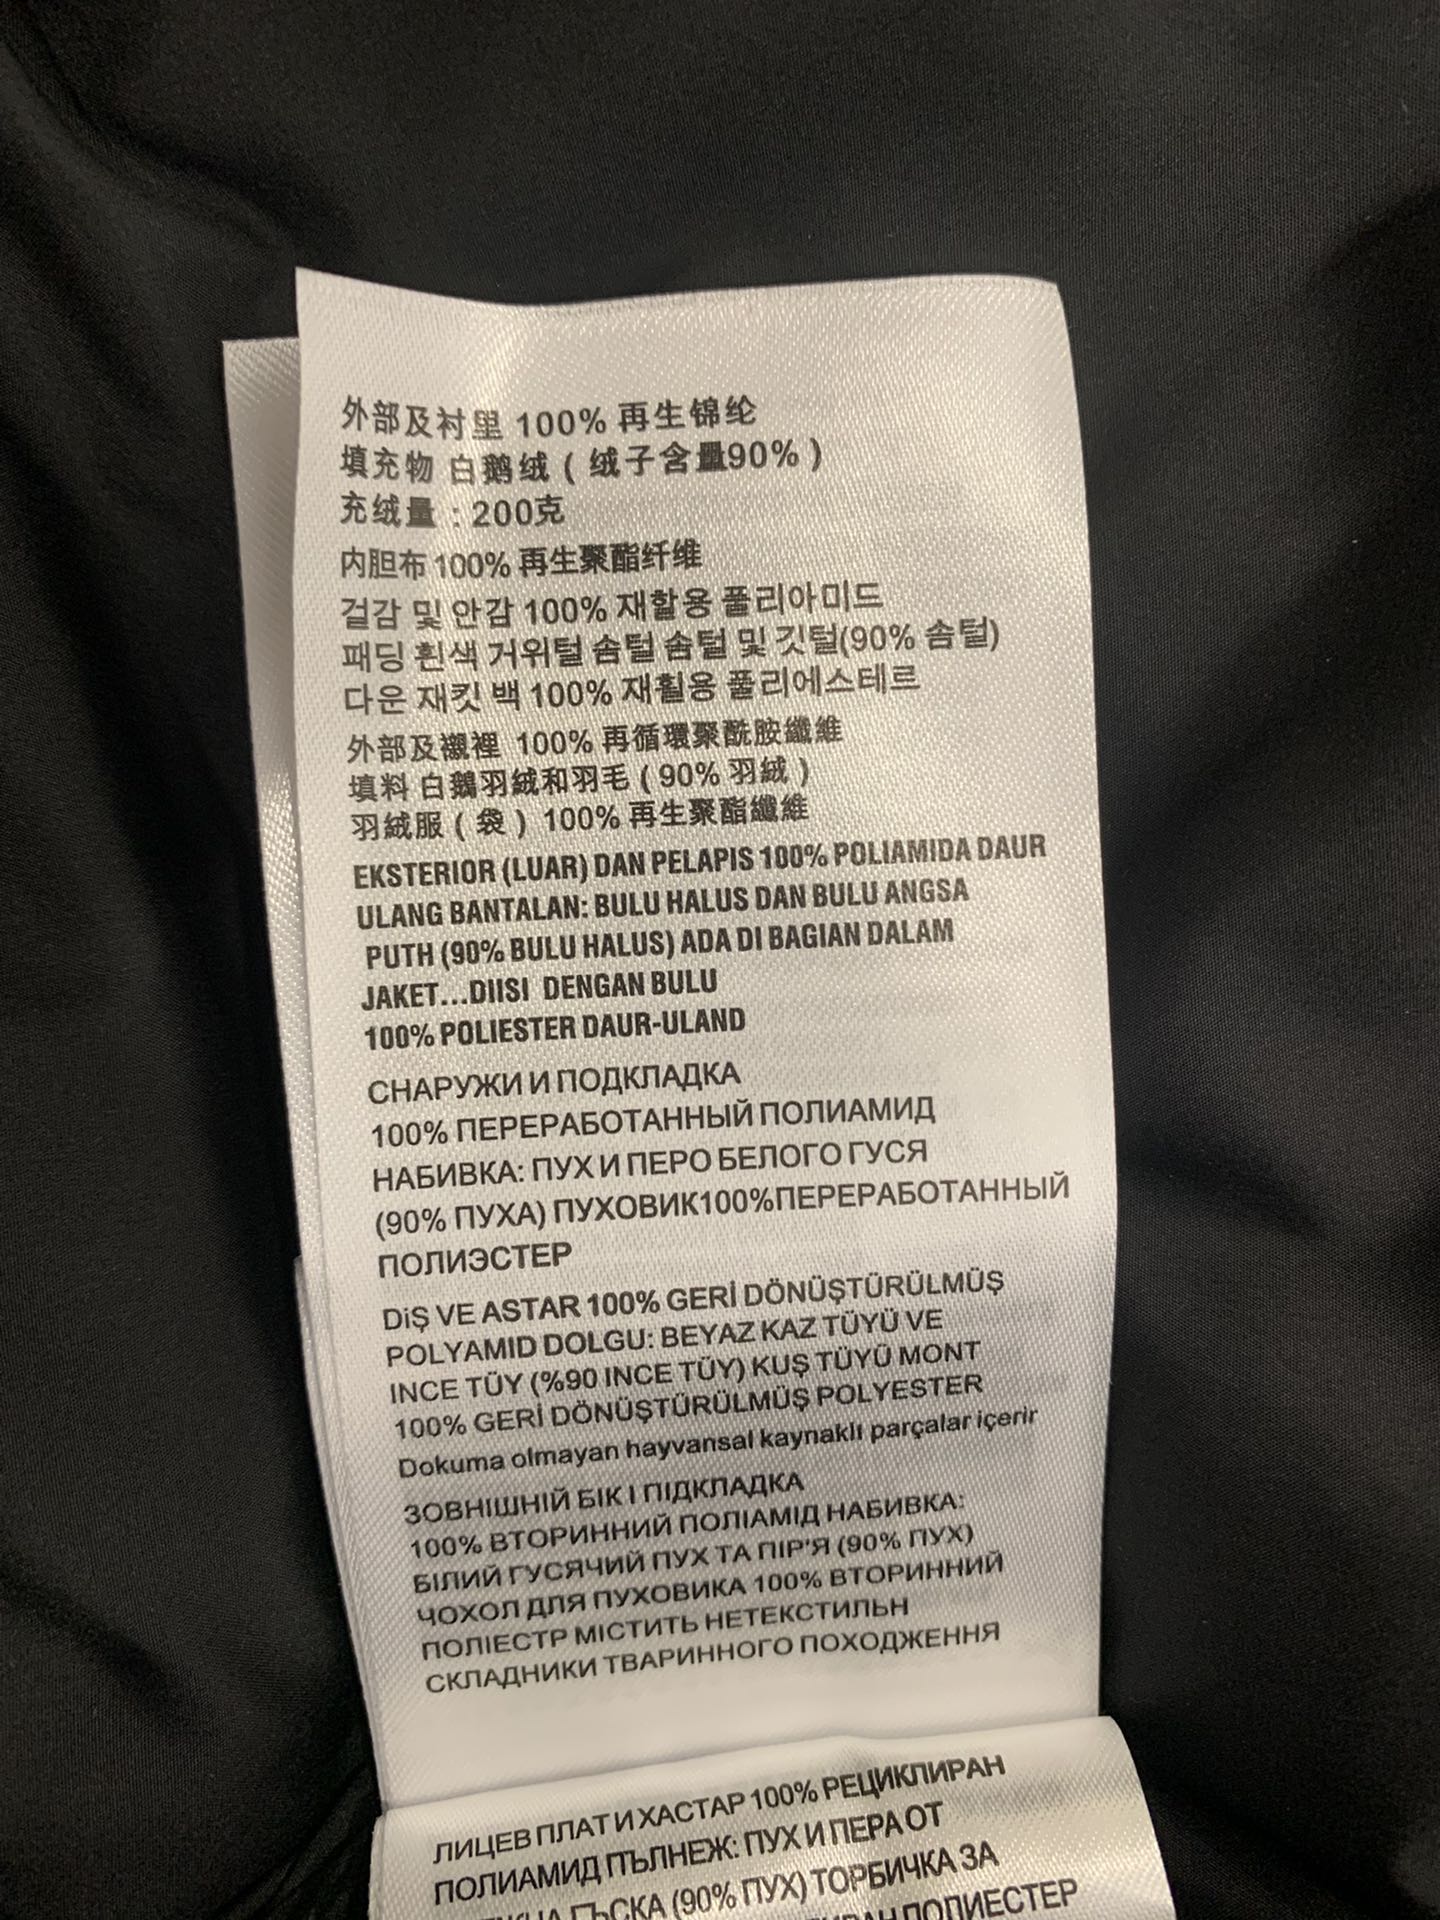 外部及衬里 100% 再生锦纶
填充物 白鹅绒 ( 绒子含量90% )
充绒量 : 200克
内胆布 100% 再生聚酯纤维
걸감 및 안감 100% 재할용 폴리아미드
패딩 흰색 거위털 솜털 솜털 및 깃털(90% 솜털)
다운 재킷 백 100% 재휠용 폴리에스테르
外部及襯裡 100% 再循環聚酰胺纖維
填料 白鵝羽絨和羽毛 ( 90% 羽絨 )
羽絨服 ( 袋 ) 100% 再生聚酯纖維
EKSTERIOR (LUAR) DAN PELAPIS 100% POLIAMIDA DAUR
ULANG BANTALAN: BULU HALUS DAN BULU ANGSA
PUTH (90% BULU HALUS) ADA DI BAGIAN DALAM
JAKET...DIISI DENGAN BULU
100% POLIESTER DAUR-ULAND
СНАРУЖИ И ПОДКЛАДКА
100% ПЕРЕРАБОТАННЫЙ ПОЛИАМИД
НАБИВКА: ПУХ И ПЕРО БЕЛОГО ГУСЯ
(90% ПУХА) ПУХОВИК100%ПЕРЕРАБОТАННЫЙ
ПОЛИЭСТЕР
DiŞ VE ASTAR 100% GERİ DÖNÜŞTÜRÜLMÜŞ
POLYAMID DOLGU: BEYAZ KAZ TÜYÜ VE
INCE TÜY (%90 INCE TÜY) KUŞ TÜYÜ MONT
100% GERİ DÖNÜŞTÜRÜLMÜŞ POLYESTER
Dokuma olmayan hayvansal kaynaklı parçalar içerir
ЗОВНІШНІЙ БІК І ПІДКЛАДКА
100% ВТОРИННИЙ ПОЛІАМІД НАБИВКА:
БІЛИЙ ГУСЯЧИЙ ПУХ ТА ПІР'Я (90% ПУХ)
ЧОХОЛ ДЛЯ ПУХОВИКА 100% ВТОРИННИЙ
ПОЛІЕСТР МІСТИТЬ НЕТЕКСТИЛЬН
СКЛАДНИКИ ТВАРИННОГО ПОХОДЖЕННЯ
ЛИЦЕВ ПЛАТ И ХАСТАР 100% РЕЦИКЛИРАН
ПОЛИАМИД ПЪЛНЕЖ: ПУХ И ПЕРА ОТ
ГЪСКА (90% ПУХ) ТОРБИЧКА ЗА
ПОЛИЕСТЕР